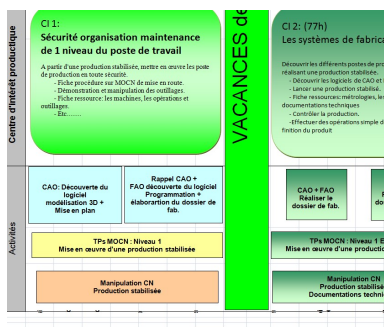 Centre d'intérêt productique
CI 1:
Sécurité organisation maintenance
de 1 niveau du poste de travail
A partir d'une production stabilisée, mettre en œuvre les poste
de production en toute sécurité.
- Fiche procédure sur MOCN de mise en route.
- Démonstration et manipulation des outillages.
- Fiche ressource: les machines, les opérations et
outillages.
- Etc…….
VACANCES de
CI 2: (77h)
Les systèmes de fabrica
Découvrir les différents postes de pro
réalisant une production stabilisée.
- Découvrir les logiciels de CAO et
- Lancer une production stabilisé.
- Fiche ressources: métrologies, les
documentations techniques
- Contrôler la production.
-Effectuer des opérations simple d
finition du produit
Activités
CAO: Découverte du
logiciel
modélisation 3D +
Mise en plan
Rappel CAO +
FAO découverte du logiciel
Programmation +
élaborartion du dossier de
fab.
CAO + FAO
Réaliser le
dossier de fab.
TPs MOCN : Niveau 1
Mise en œuvre d'une production stabilisée
TPs MOCN : Niveau 1 E
Mise en œuvre d'une productio
Manipulation CN
Production stabilisée
Manipulation CN
Production stabilisée
Documentations techni